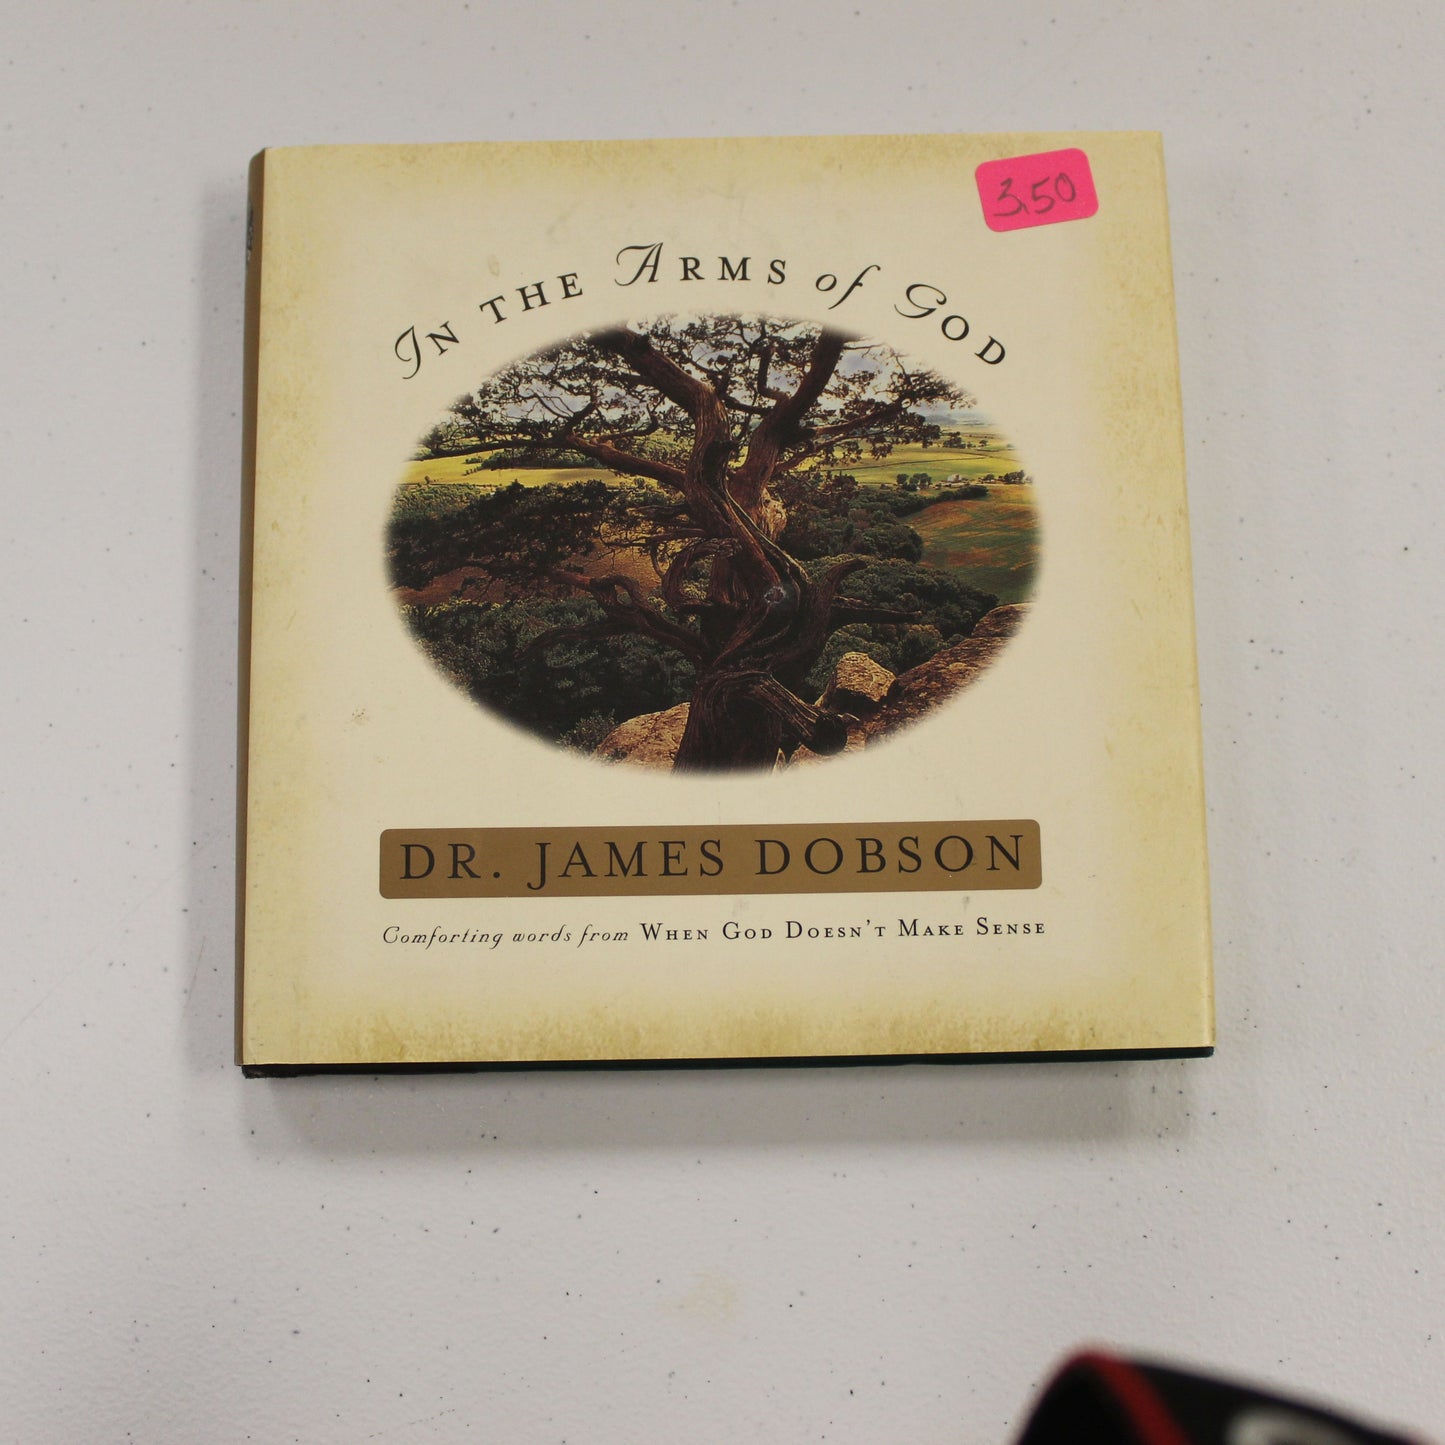 3.50
In the Arms of God
DR. JAMES DOBSON
Comforting words from When God Doesn't Make Sense